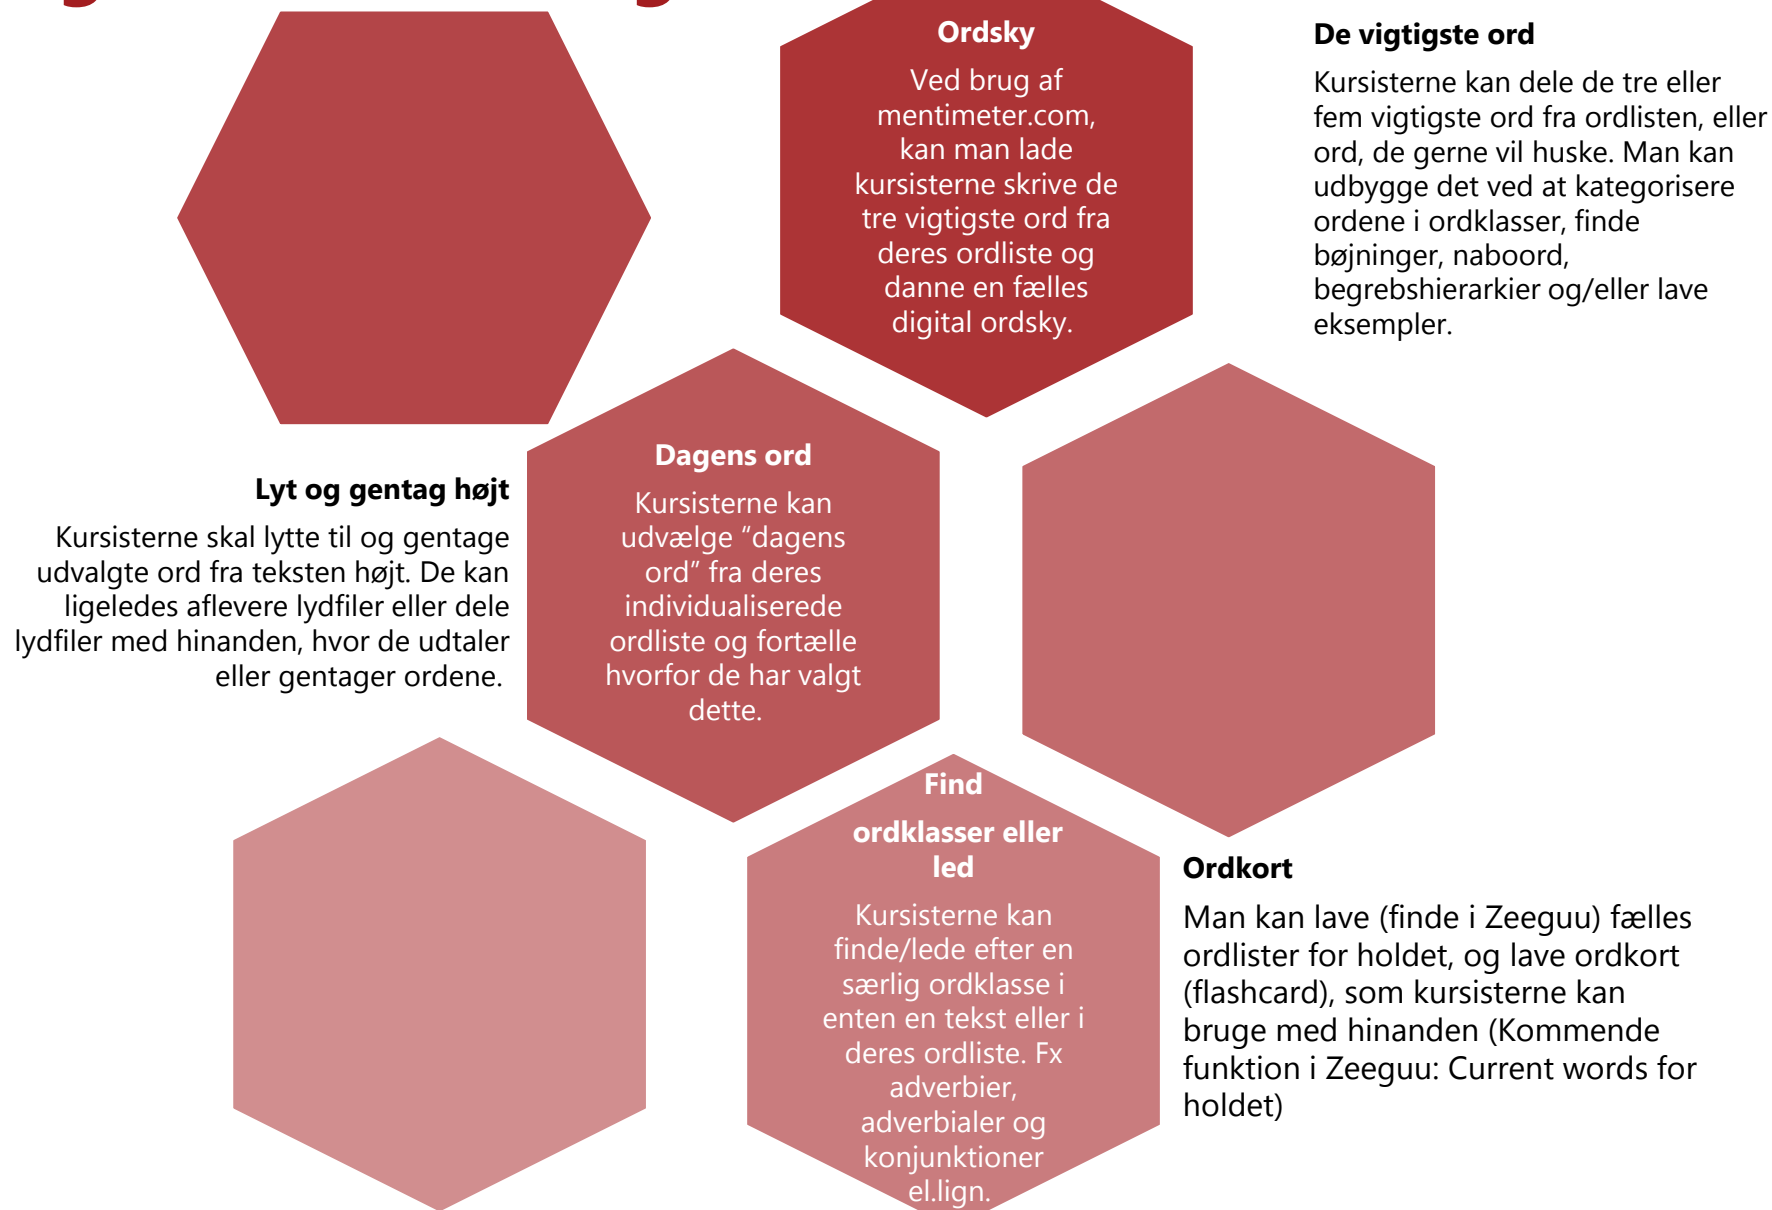 Ordsky
Ved brug af
mentimeter.com,
kan man lade
kursisterne skrive de
tre vigtigste ord fra
deres ordliste og
danne en fælles
digital ordsky.
De vigtigste ord
Kursisterne kan dele de tre eller
fem vigtigste ord fra ordlisten, eller
ord, de gerne vil huske. Man kan
udbygge det ved at kategorisere
ordene i ordklasser, finde
bøjninger, naboord,
begrebshierarkier og/eller lave
eksempler.
Lyt og gentag højt
Kursisterne skal lytte til og gentage
udvalgte ord fra teksten højt. De kan
ligeledes aflevere lydfiler eller dele
lydfiler med hinanden, hvor de udtaler
eller gentager ordene.
Dagens ord
Kursisterne kan
udvælge “dagens
ord” fra deres
individualiserede
ordliste og fortælle
hvorfor de har valgt
dette.
Find
ordklasser eller
led
Kursisterne kan
finde/lede efter en
særlig ordklasse i
enten en tekst eller i
deres ordliste. Fx
adverbier,
adverbialer og
konjunktioner
el.lign.
Ordkort
Man kan lave (finde i Zeeguu) fælles
ordlister for holdet, og lave ordkort
(flashcard), som kursisterne kan
bruge med hinanden (Kommende
funktion i Zeeguu: Current words for
holdet)